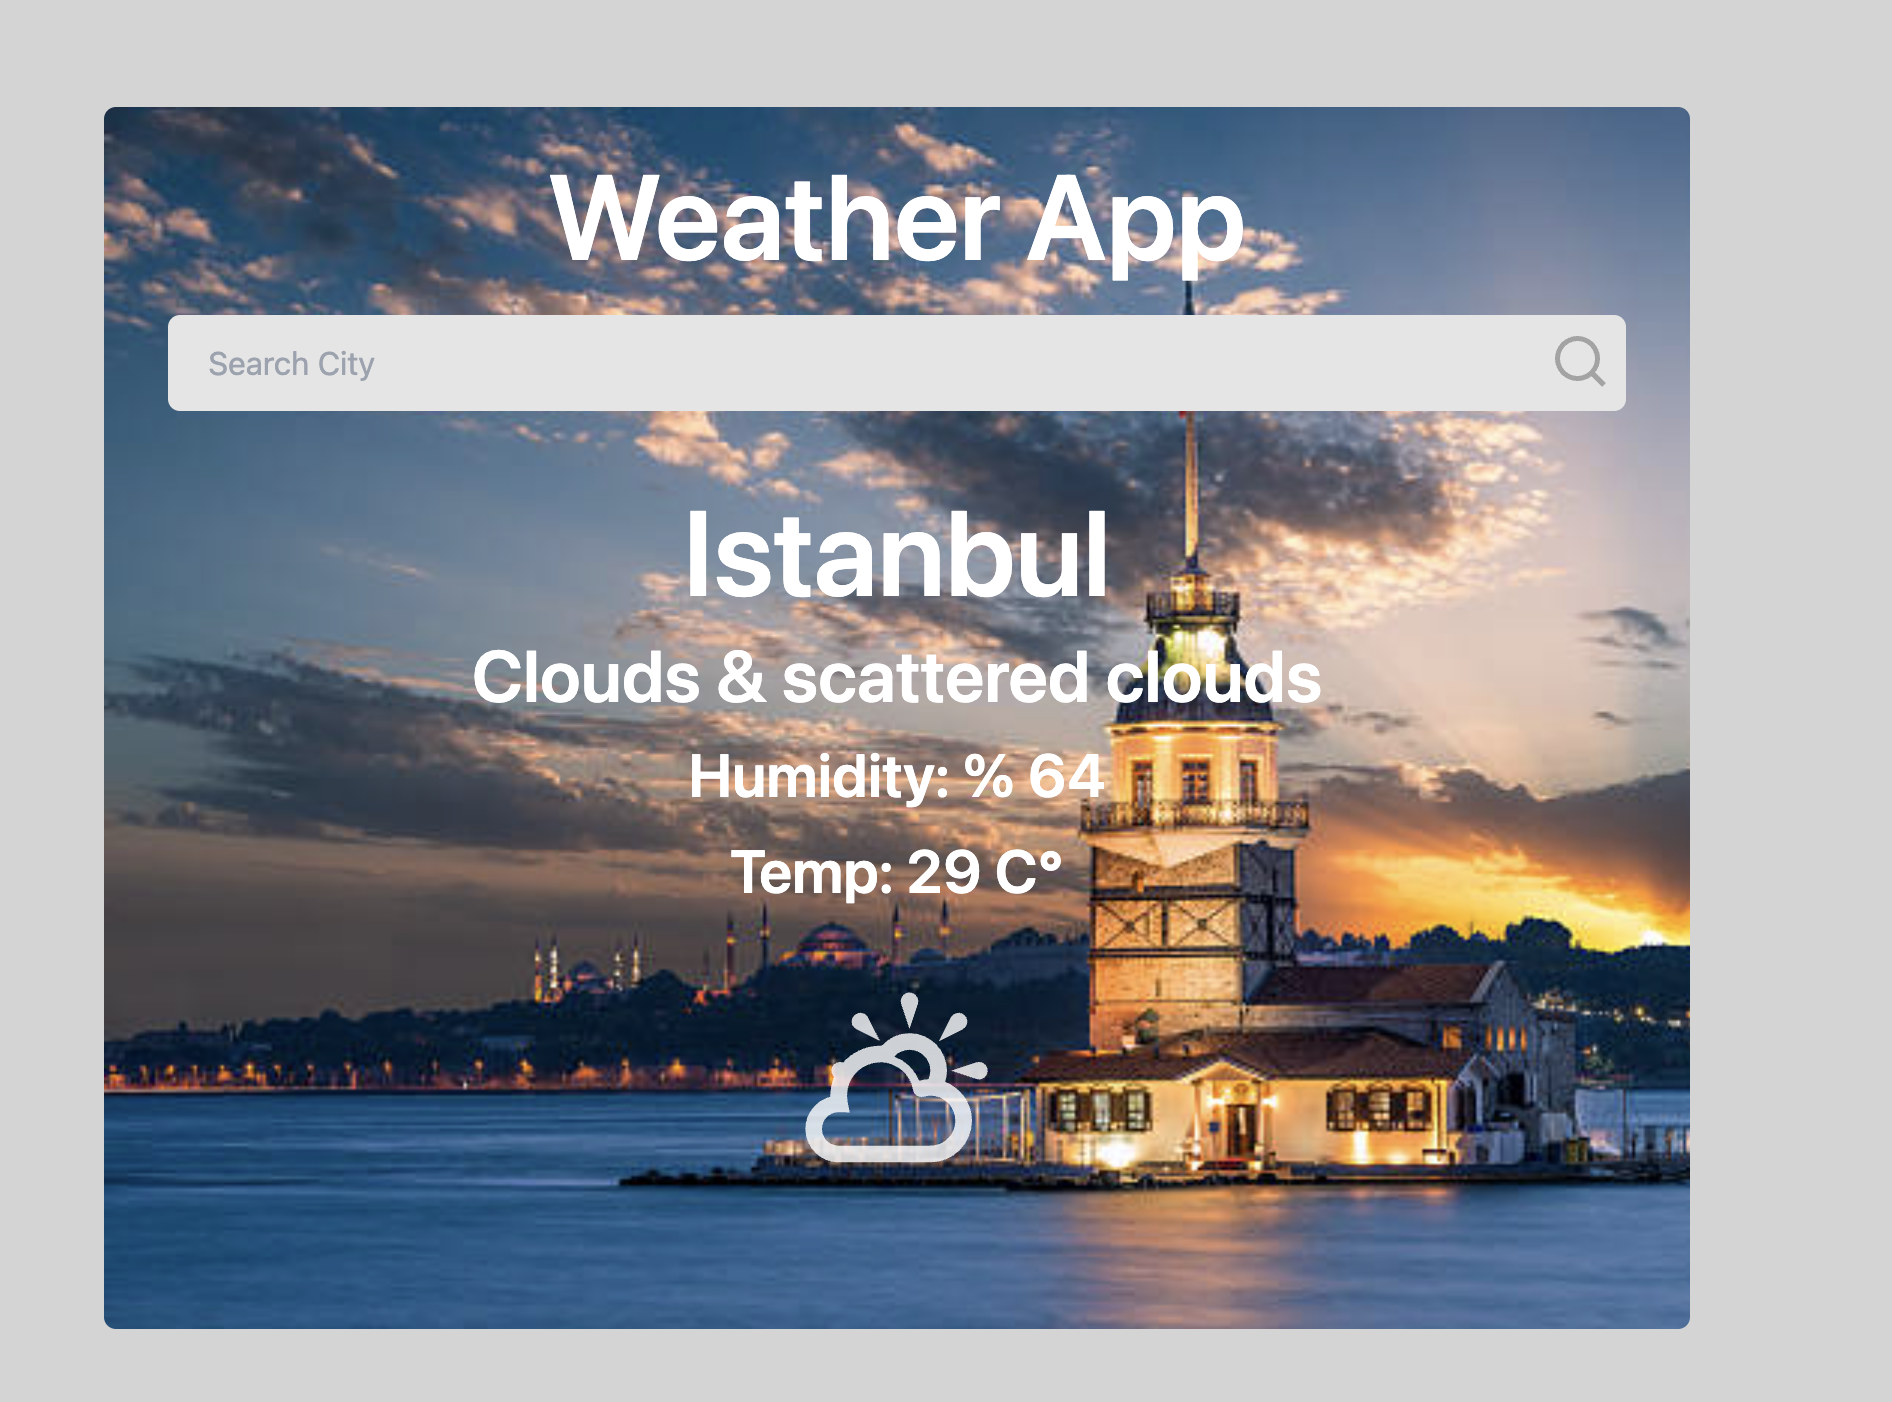 Weather App
Search City
Istanbul
Clouds & scattered clouds
Humidity: % 64
Temp: 29 C°